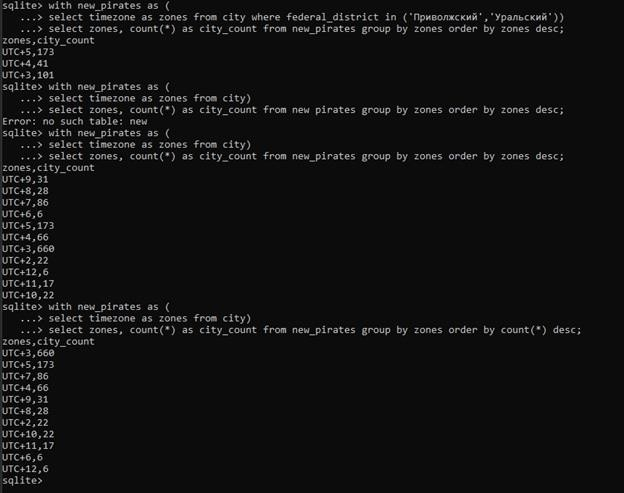 sqlite> with new_pirates as (
...> select timezone as zones from city where federal_district in ('Приволжский','Уральский'))
...> select zones, count(*) as city_count from new_pirates group by zones order by zones desc;
zones,city_count
UTC+5,173
UTC+4,41
UTC+3,101
sqlite> with new_pirates as (
...> select timezone as zones from city)
...> select zones, count(*) as city_count from new pirates group by zones order by zones desc;
Error: no such table: new
sqlite> with new_pirates as (
...> select timezone as zones from city)
...> select zones, count(*) as city_count from new_pirates group by zones order by zones desc;
zones,city_count
UTC+9,31
UTC+8,28
UTC+7,86
UTC+6,6
UTC+5,173
UTC+4,66
UTC+3,660
UTC+2,22
UTC+12,6
UTC+11,17
UTC+10,22
sqlite> with new_pirates as (
...> select timezone as zones from city)
...> select zones, count(*) as city_count from new_pirates group by zones order by count(*) desc;
zones,city_count
UTC+3,660
UTC+5,173
UTC+7,86
UTC+4,66
UTC+9,31
UTC+8,28
UTC+2,22
UTC+10,22
UTC+11,17
UTC+6,6
UTC+12,6
sqlite>